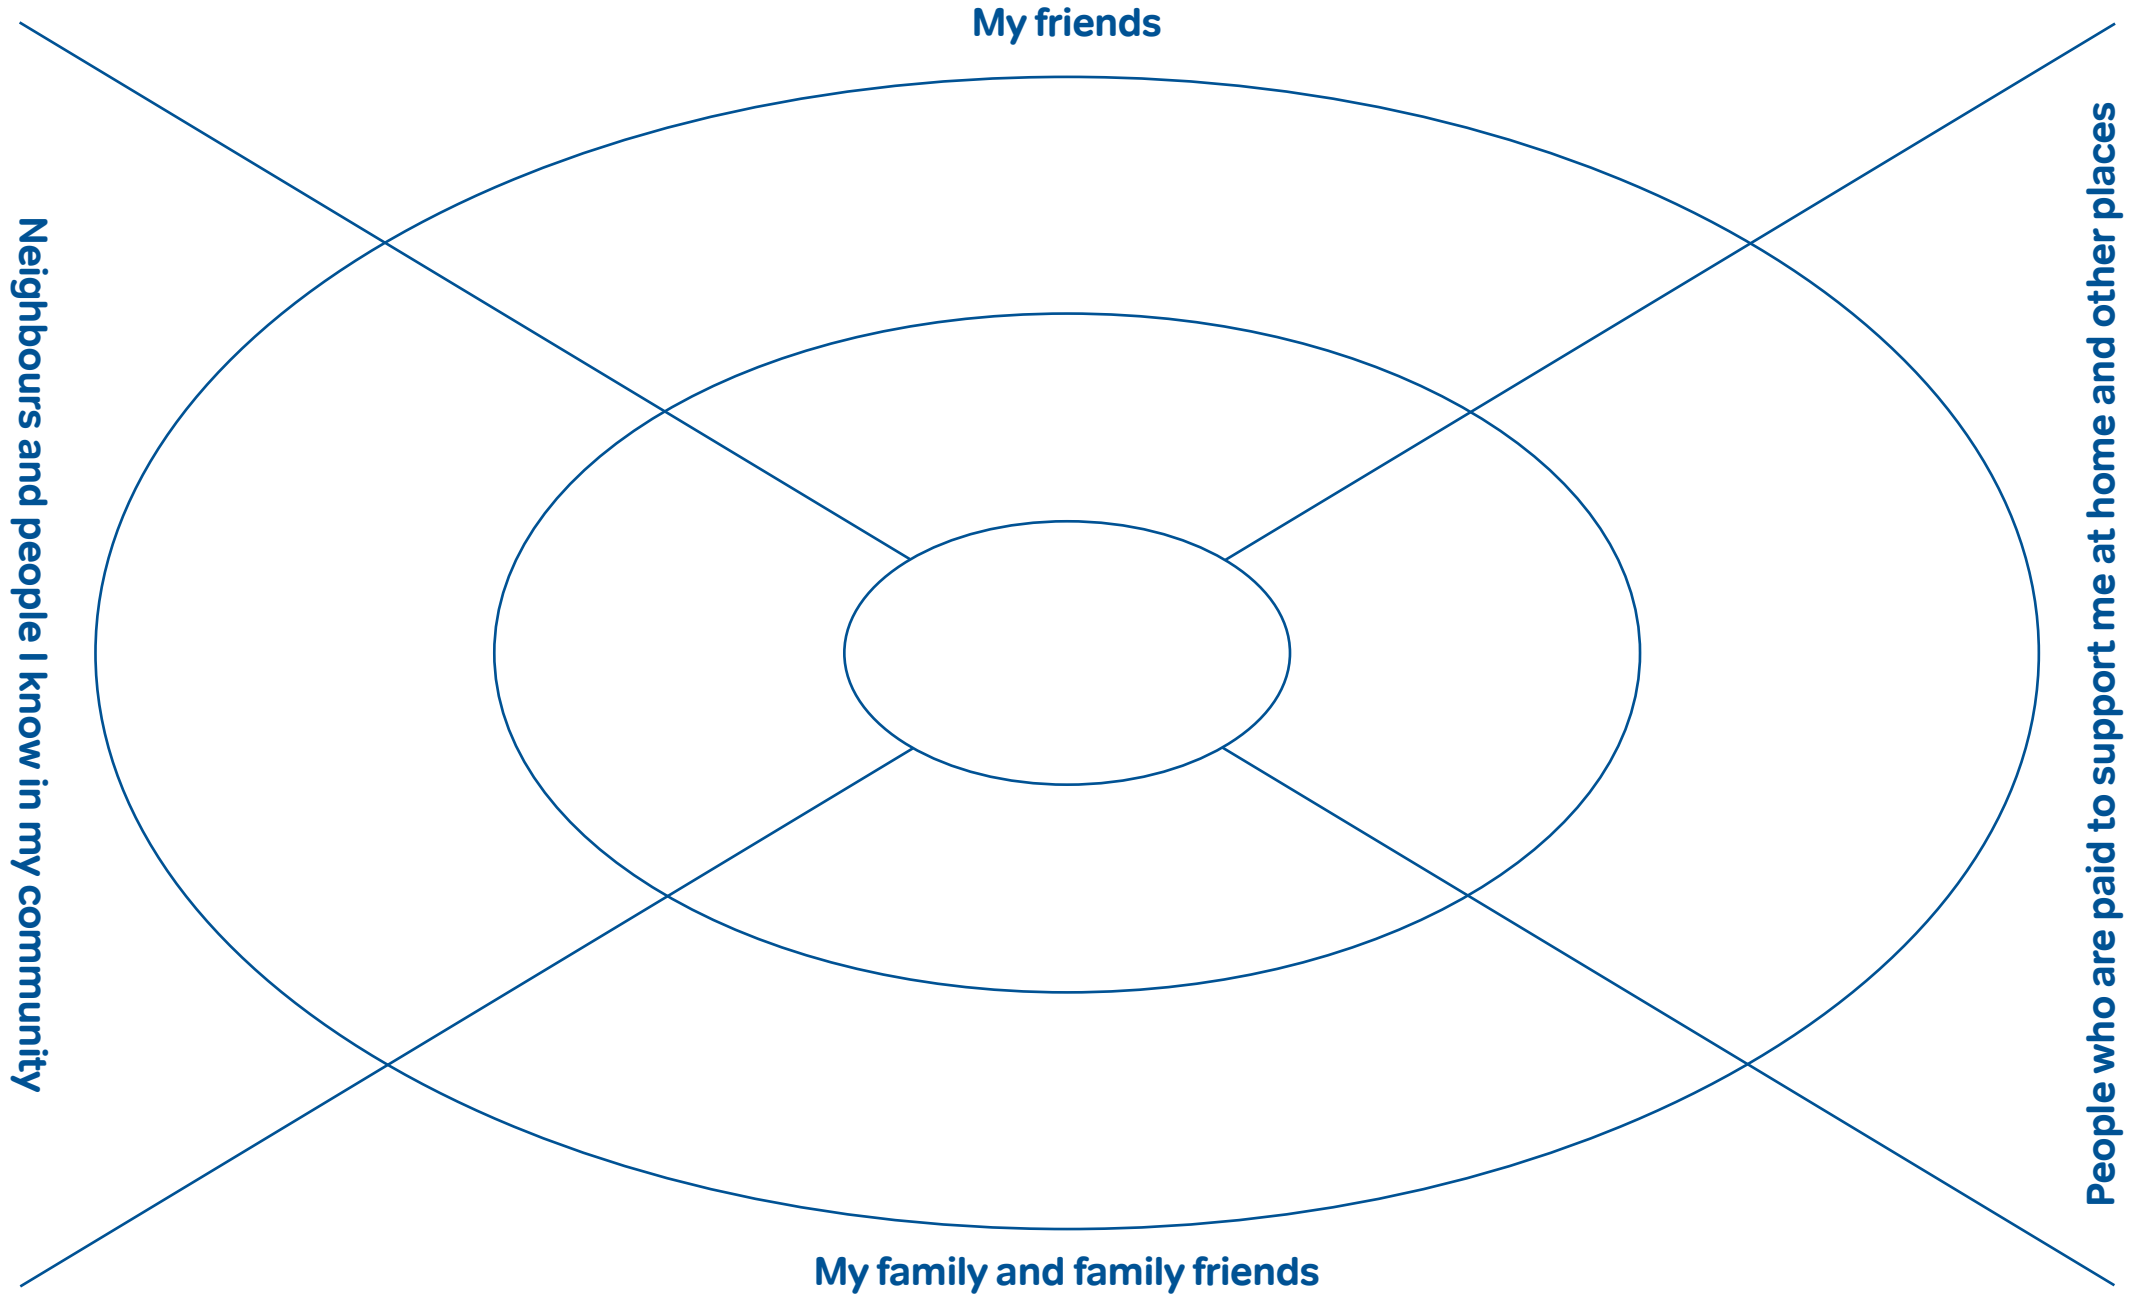 My friends
Neighbours and people I know in my community
People who are paid to support me at home and other places
My family and family friends